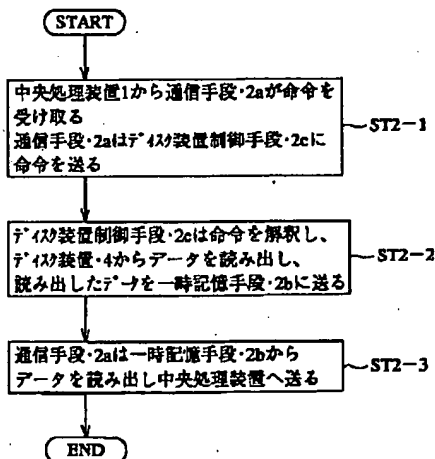 START
中央処理装置1から通信手段・2aが命令を
受け取る
通信手段・2aはディスク装置制御手段・2cに
命令を送る
ST2-1
ディスク装置制御手段・2cは命令を解釈し、
ディスク装置・4からデータを読み出し、
読み出したデータを一時記憶手段・2bに送る
ST2-2
通信手段・2aは一時記憶手段・2bから
データを読み出し中央処理装置へ送る
ST2-3
END